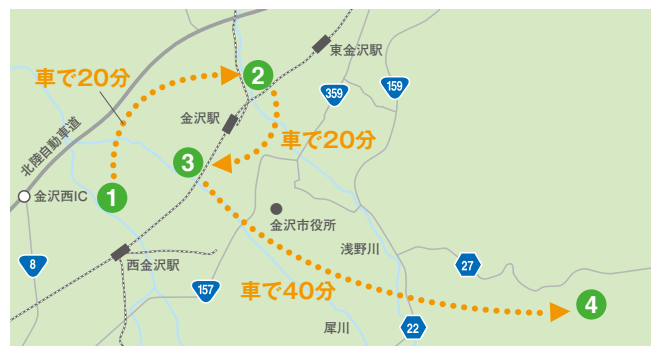 東金沢駅
車で20分
2
359
159
金沢駅
北陸自動車道
車で20分
3
金沢西IC
1
金沢市役所
浅野川
西金沢駅
8
27
157
車で40分
4
犀川
22